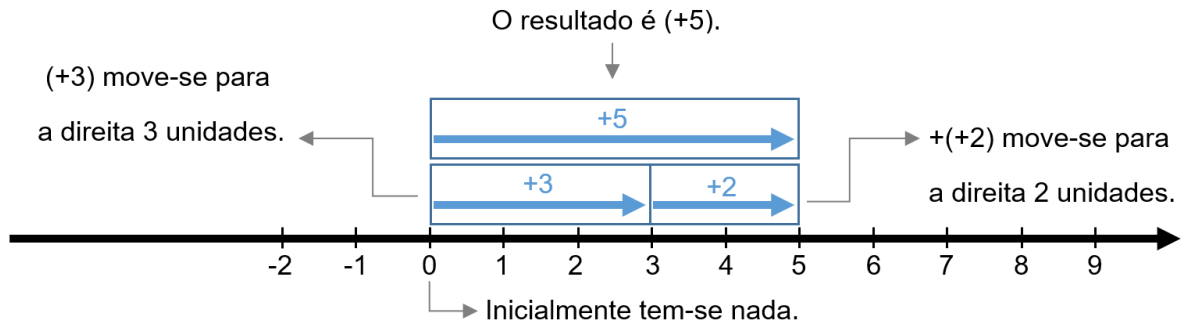 O resultado é (+5).
(+3) move-se para
a direita 3 unidades.
+5
+(+2) move-se para
a direita 2 unidades.
+3 +2
-2 -1 0 1 2 3 4 5 6 7 8 9
Inicialmente tem-se nada.